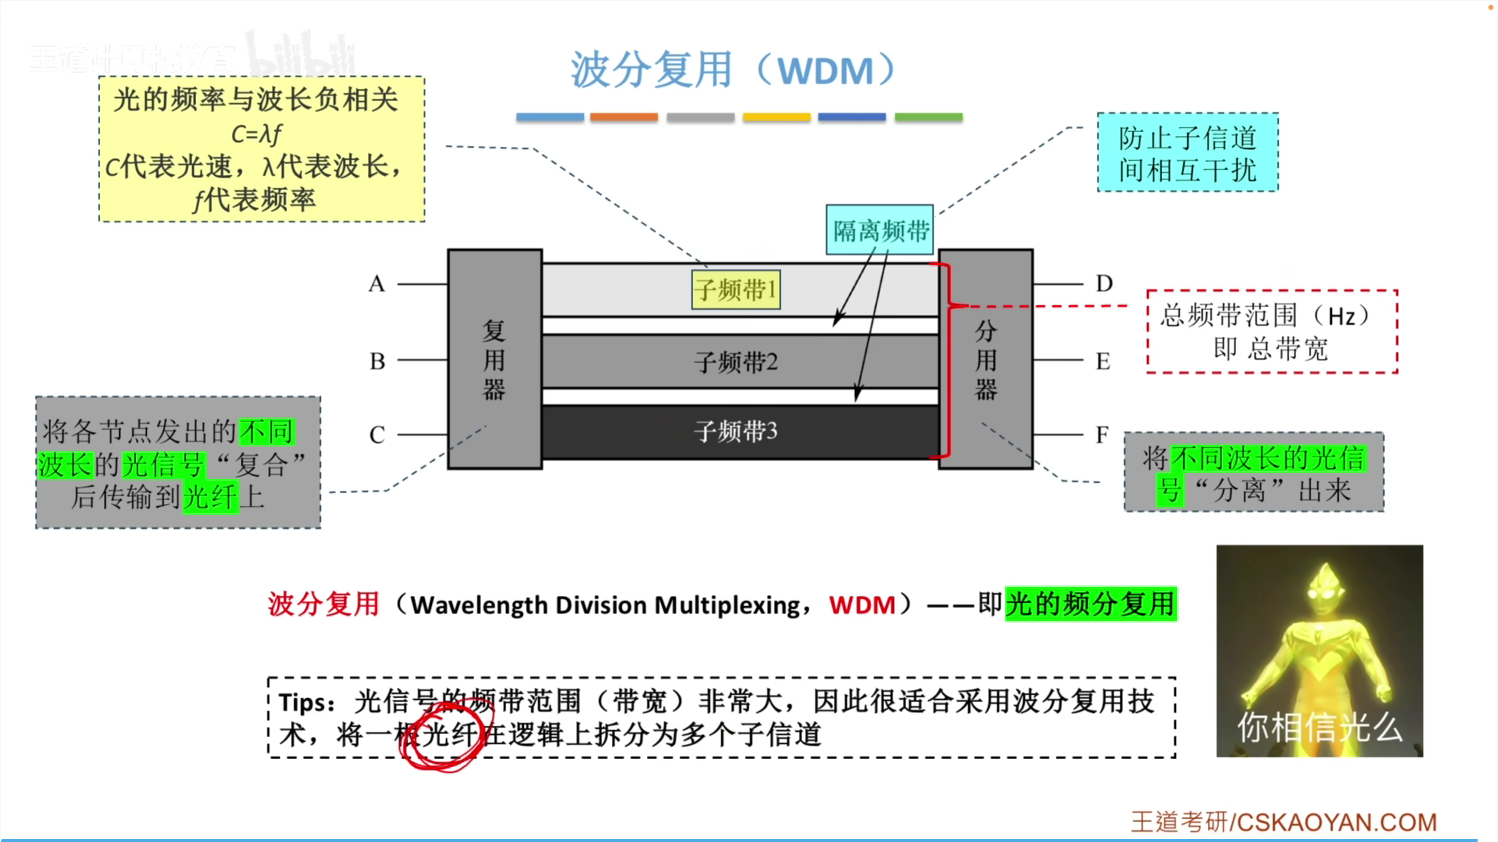 王道计算机教育 bilibili
波分复用（WDM）
光的频率与波长负相关
C=λf
C代表光速，λ代表波长，
f代表频率
防止子信道
间相互干扰
隔离频带
A
B
C
复
用
器
子频带1
子频带2
子频带3
分
用
器
D
E
F
总频带范围（Hz）
即 总带宽
将各节点发出的不同
波长的光信号“复合”
后传输到光纤上
将不同波长的光信
号“分离”出来
波分复用（Wavelength Division Multiplexing，WDM）——即光的频分复用
Tips：光信号的频带范围（带宽）非常大，因此很适合采用波分复用技
术，将一根光纤在逻辑上拆分为多个子信道
你相信光么
王道考研/CSKAOYAN.COM